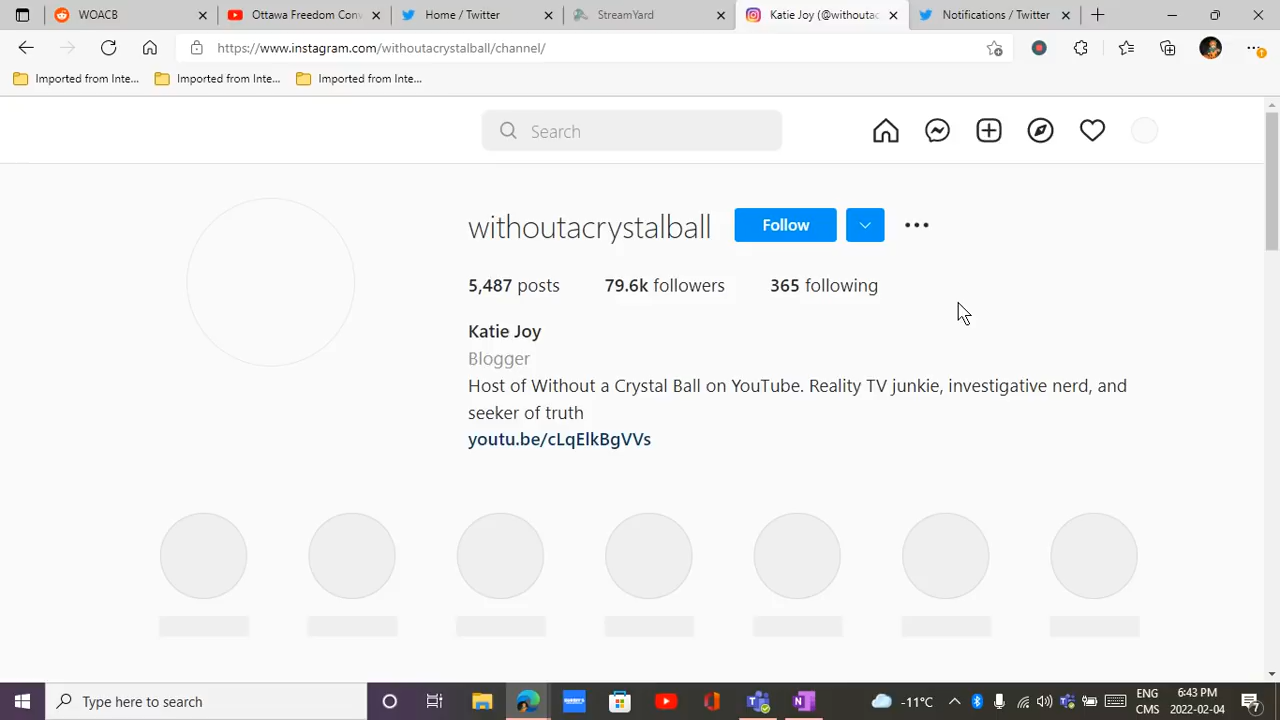 WOACB
Ottawa Freedom Conv
Home / Twitter
StreamYard
Katie Joy (@withoutac
Notifications / Twitter
https://www.instagram.com/withoutacrystalball/channel/
Imported from Inte...
Imported from Inte...
Imported from Inte...
Search
withoutacrystalball
Follow
5,487 posts
79.6k followers
365 following
Katie Joy
Blogger
Host of Without a Crystal Ball on YouTube. Reality TV junkie, investigative nerd, and
seeker of truth
youtu.be/cLqElkBgVVs
Type here to search
-11°C
ENG
CMS
6:43 PM
2022-02-04
7